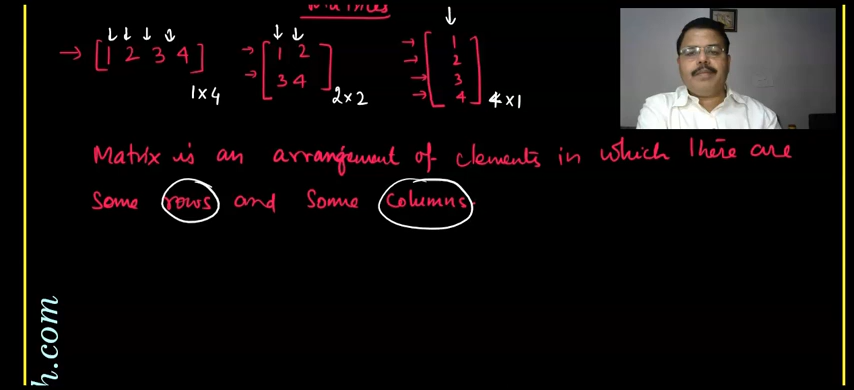 Matrices
→ [1 2 3 4] 1×4
→ [1 2 → 3 4] 2×2
→ [1 → 2 → 3 → 4] 4×1
Matrix is an arrangement of elements in which there are
some rows and some columns.
h.com